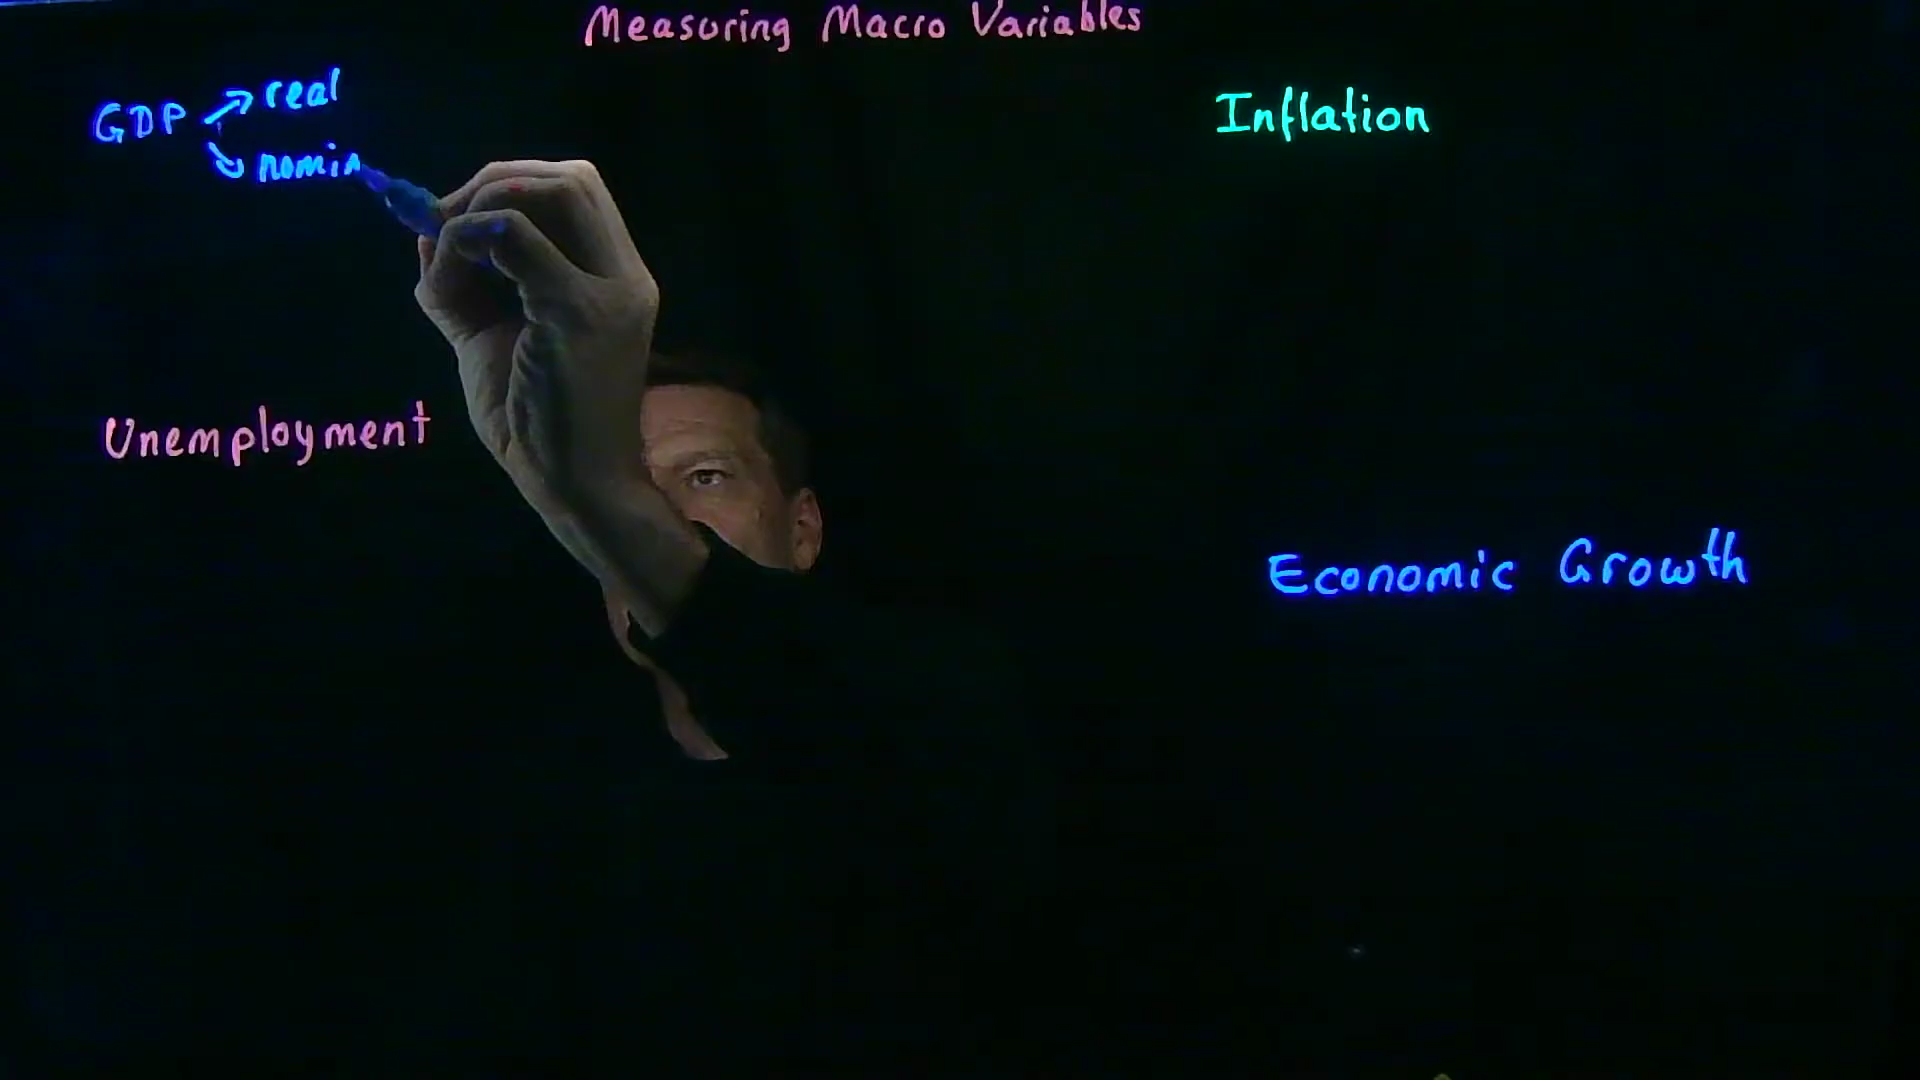 Measuring Macro Variables
GDP
real
nomin
Inflation
Unemployment
Economic Growth